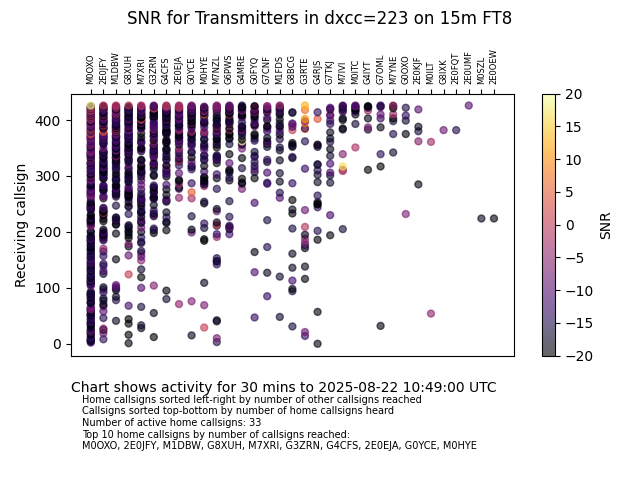 SNR for Transmitters in dxcc=223 on 15m FT8
M0OXO 2E0JFY M1DBW G8XUH M7XRI G3ZRN G4CFS 2E0EJA G0YCE M0HYE M7NZL G6PWS G4MRE G0FYQ G7CNF M1FDS G8BCG G3RTE G4RJS G7TKJ M7IVI M0ITC G4IYT G7OML M7YNE G0OXO 2E0KJF M0ILT G8IXK 2E0FQT 2E0UMF M0SZL 2E0OEW
Receiving callsign
400
300
200
100
0
20
15
10
5
0
−5
−10
−15
−20
SNR
Chart shows activity for 30 mins to 2025-08-22 10:49:00 UTC
Home callsigns sorted left-right by number of other callsigns reached
Callsigns sorted top-bottom by number of home callsigns heard
Number of active home callsigns: 33
Top 10 home callsigns by number of callsigns reached:
M0OXO, 2E0JFY, M1DBW, G8XUH, M7XRI, G3ZRN, G4CFS, 2E0EJA, G0YCE, M0HYE